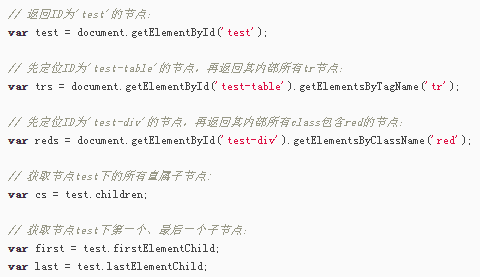 // 返回ID为'test'的节点:
var test = document.getElementById('test');
// 先定位ID为'test-table'的节点，再返回其内部所有tr节点:
var trs = document.getElementById('test-table').getElementsByTagName('tr');
// 先定位ID为'test-div'的节点，再返回其内部所有class包含red的节点:
var reds = document.getElementById('test-div').getElementsByClassName('red');
// 获取节点test下的所有直属子节点:
var cs = test.children;
// 获取节点test下第一个、最后一个子节点:
var first = test.firstElementChild;
var last = test.lastElementChild;